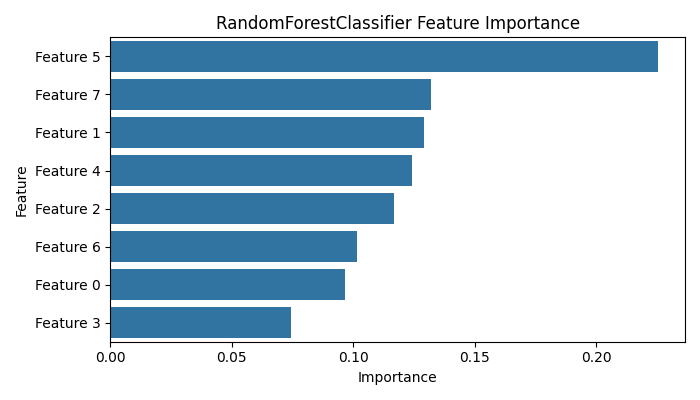 RandomForestClassifier Feature Importance
Feature 5
Feature 7
Feature 1
Feature 4
Feature 2
Feature 6
Feature 0
Feature 3
Feature
0.00 0.05 0.10 0.15 0.20
Importance